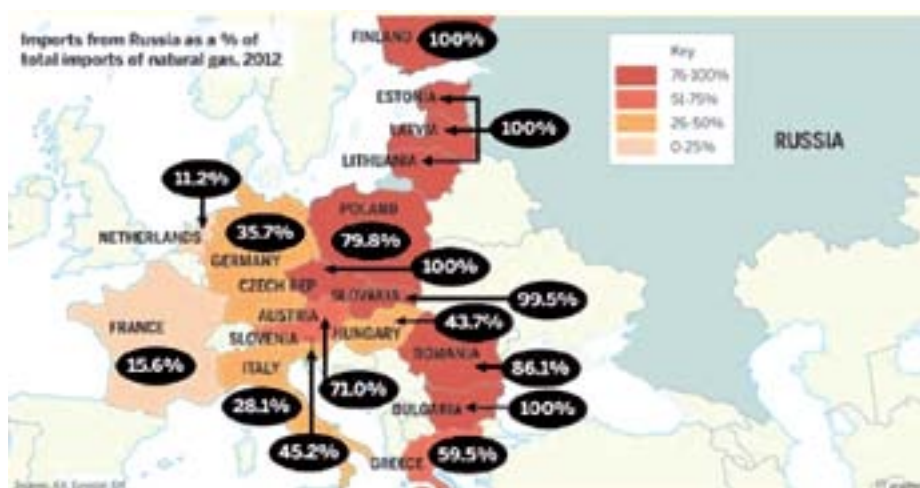 Imports from Russia as a % of
total imports of natural gas, 2012
FINLAND 100%
Key
76-100%
51-75%
26-50%
0-25%
ESTONIA
LATVIA 100%
LITHUANIA
RUSSIA
11.2%
NETHERLANDS
POLAND
79.8%
35.7%
GERMANY
100%
CZECH REP
SLOVAKIA 99.5%
AUSTRIA
HUNGARY 43.7%
SLOVENIA
FRANCE
15.6%
ROMANIA 86.1%
ITALY
28.1%
71.0%
BULGARIA 100%
45.2%
GREECE 59.5%